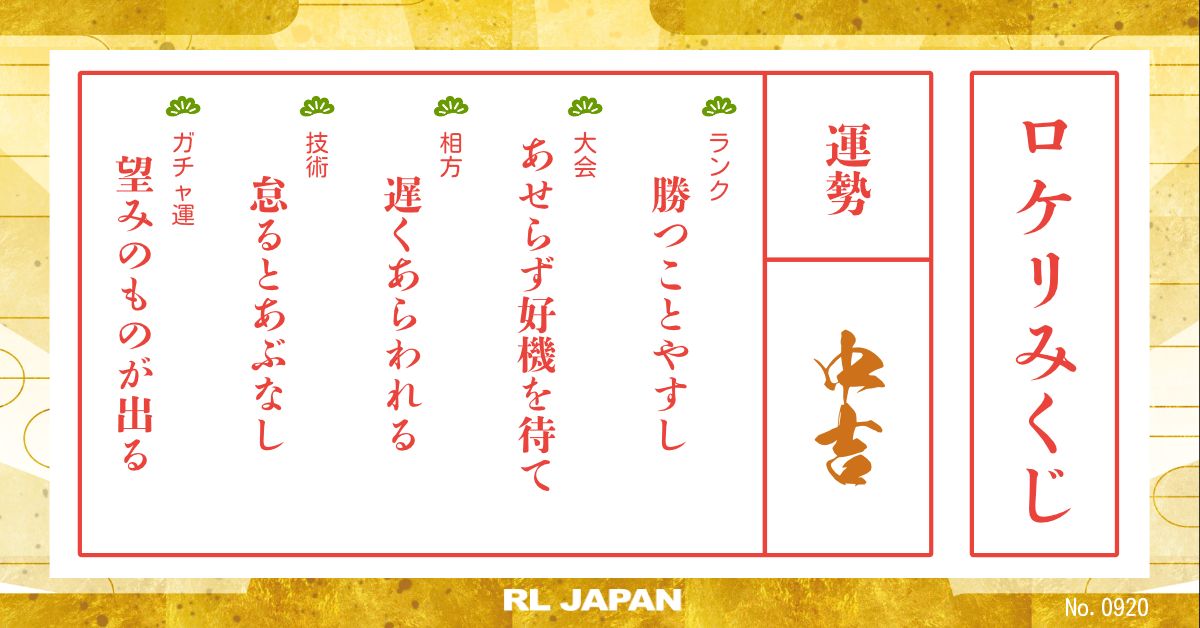 ロケリみくじ
運勢
中吉
ランク
勝つことやすし
大会
あせらず好機を待て
相方
遅くあらわれる
技術
怠るとあぶなし
ガチャ運
望みのものが出る
RL JAPAN
No. 0920